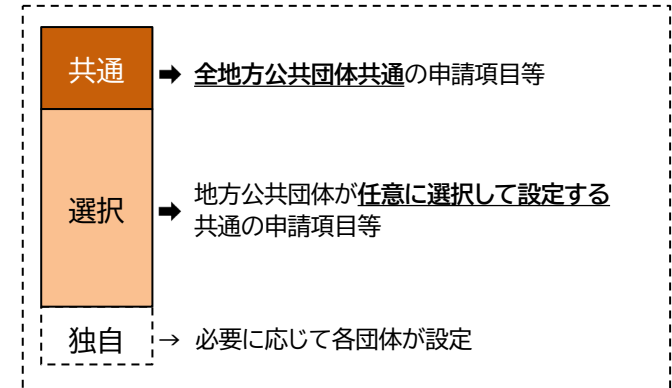 共通 ➡ 全地方公共団体共通の申請項目等
選択 ➡ 地方公共団体が任意に選択して設定する
共通の申請項目等
独自 → 必要に応じて各団体が設定